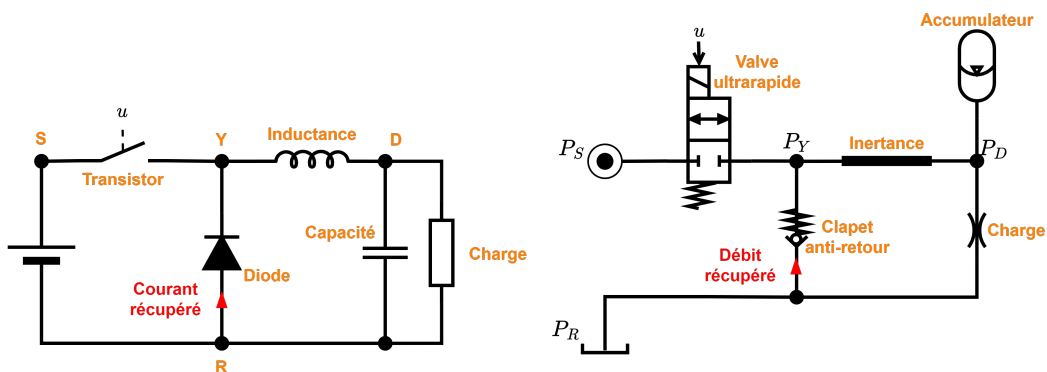 u
S
Y
Inductance
D
Transistor
Capacité
Charge
Diode
Courant
récupéré
R
Accumulateur
u
Valve
ultrarapide
P_S
P_Y
Inertance
P_D
Clapet
anti-retour
Charge
Débit
récupéré
P_R